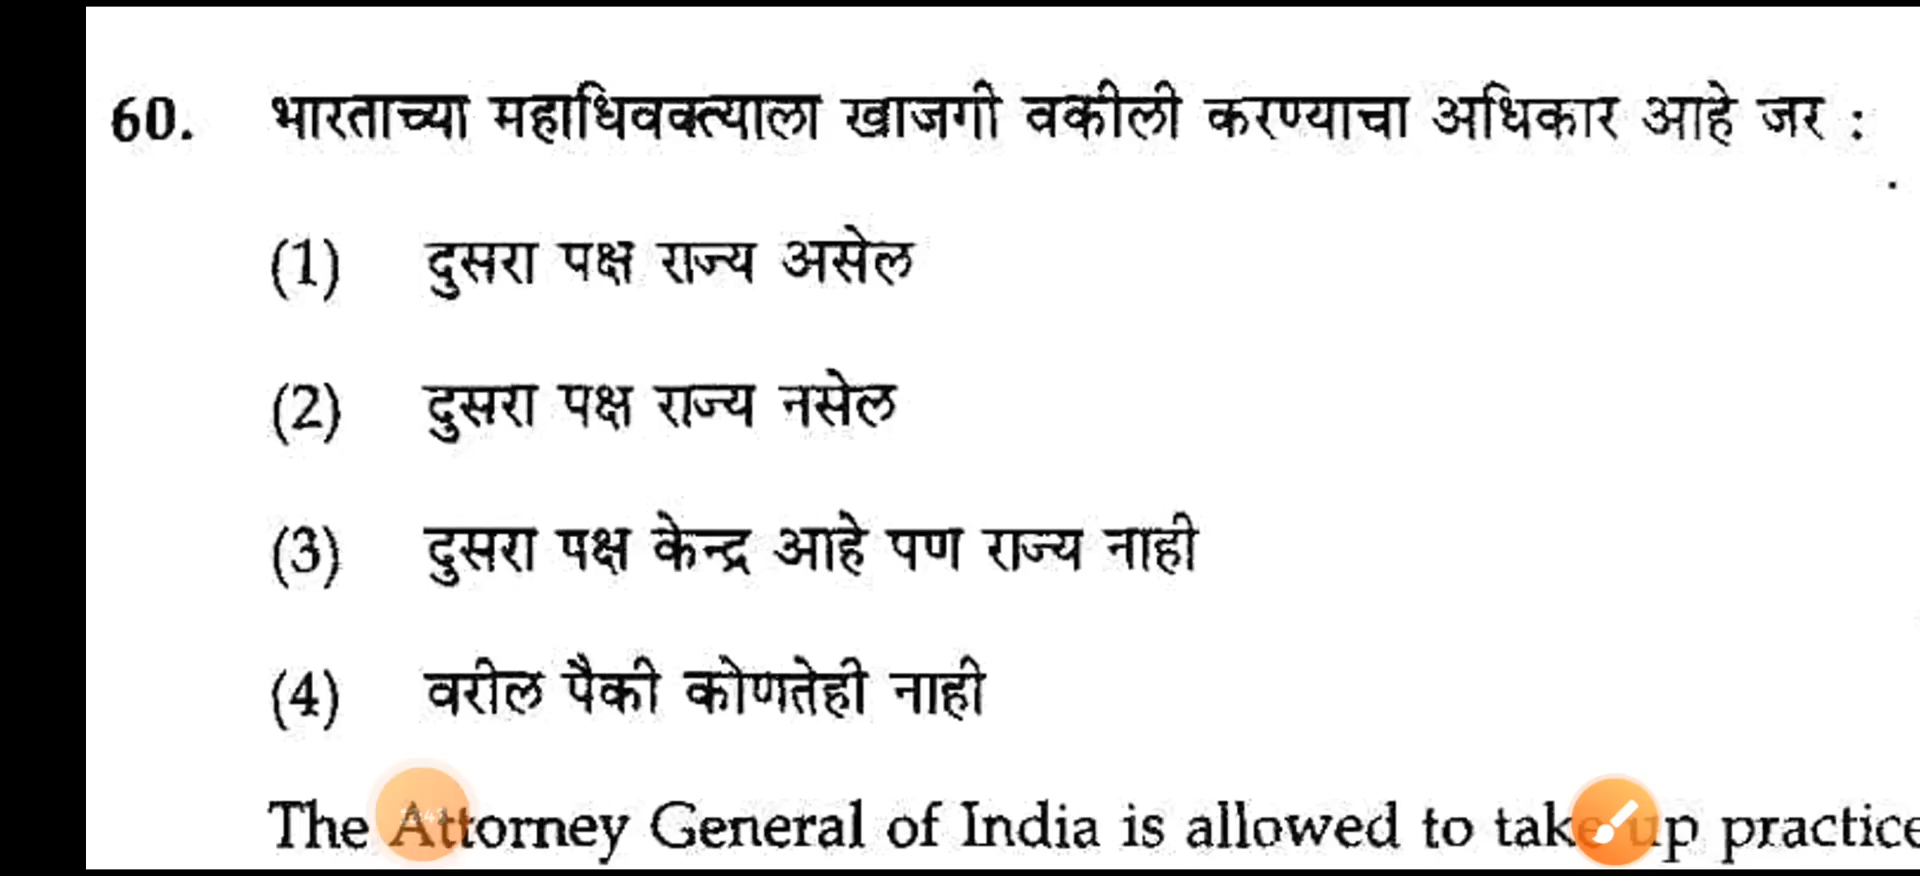 60. भारताच्या महाधिवक्त्याला खाजगी वकीली करण्याचा अधिकार आहे जर :
(1) दुसरा पक्ष राज्य असेल
(2) दुसरा पक्ष राज्य नसेल
(3) दुसरा पक्ष केन्द्र आहे पण राज्य नाही
(4) वरील पैकी कोणतेही नाही
The Attorney General of India is allowed to take up practice